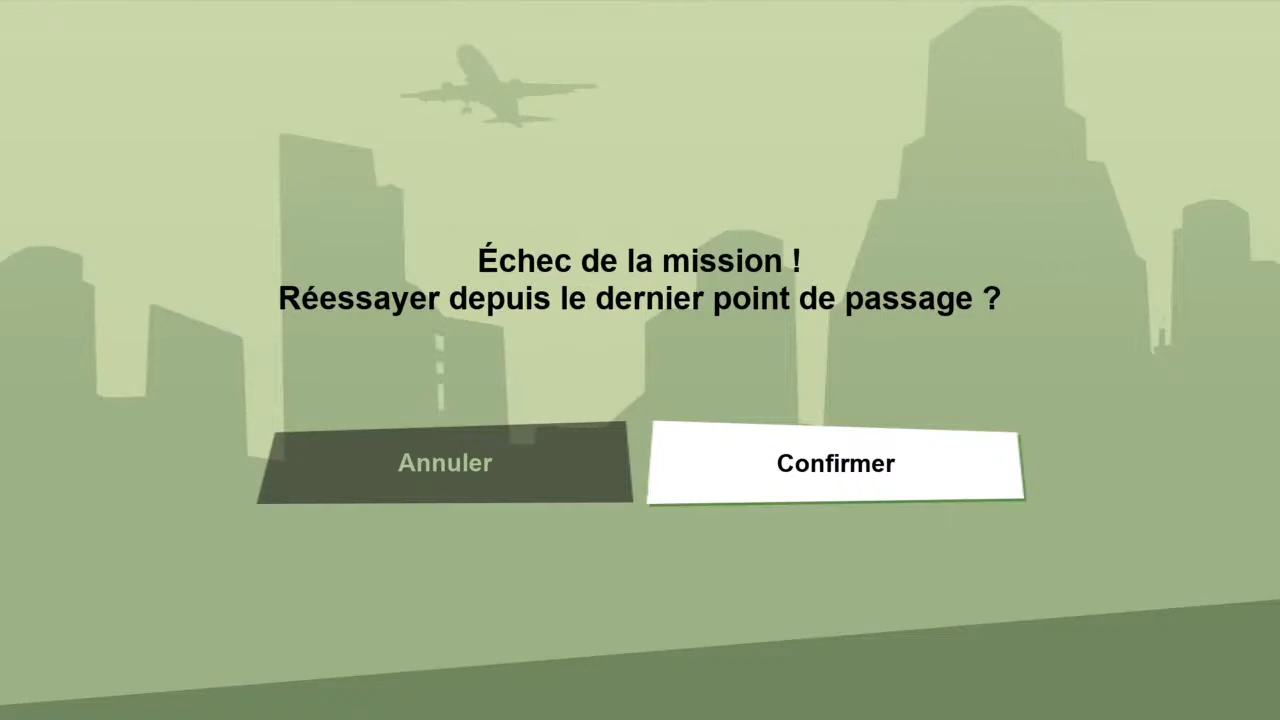 Échec de la mission !
Réessayer depuis le dernier point de passage ?
Annuler
Confirmer